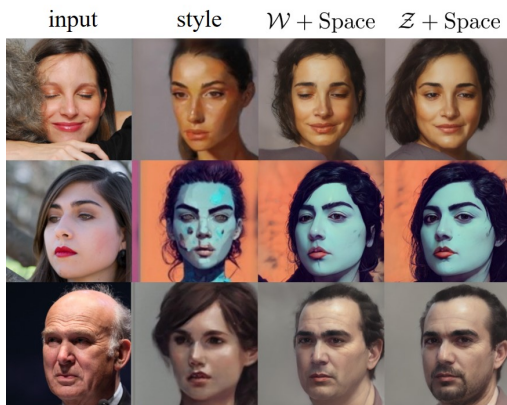 input style 𝒲 + Space 𝒵 + Space